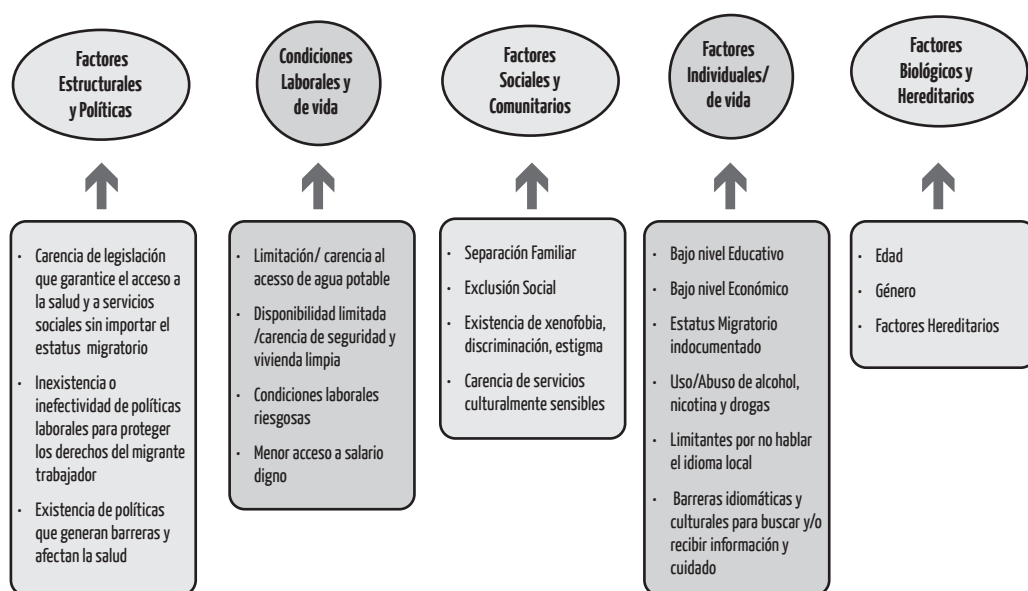 Factores
Estructurales
y Políticas
Condiciones
Laborales y
de vida
Factores
Sociales y
Comunitarios
Factores
Individuales/
de vida
Factores
Biológicos y
Hereditarios
· Carencia de legislación
que garantice el acceso a
la salud y a servicios
sociales sin importar el
estatus migratorio
· Inexistencia o
inefectividad de políticas
laborales para proteger
los derechos del migrante
trabajador
· Existencia de políticas
que generan barreras y
afectan la salud
· Limitación/ carencia al
acesso de agua potable
· Disponibilidad limitada
/carencia de seguridad y
vivienda limpia
· Condiciones laborales
riesgosas
· Menor acceso a salario
digno
· Separación Familiar
· Exclusión Social
· Existencia de xenofobia,
discriminación, estigma
· Carencia de servicios
culturalmente sensibles
· Bajo nivel Educativo
· Bajo nivel Económico
· Estatus Migratorio
indocumentado
· Uso/Abuso de alcohol,
nicotina y drogas
· Limitantes por no hablar
el idioma local
· Barreras idiomáticas y
culturales para buscar y/o
recibir información y
cuidado
· Edad
· Género
· Factores Hereditarios